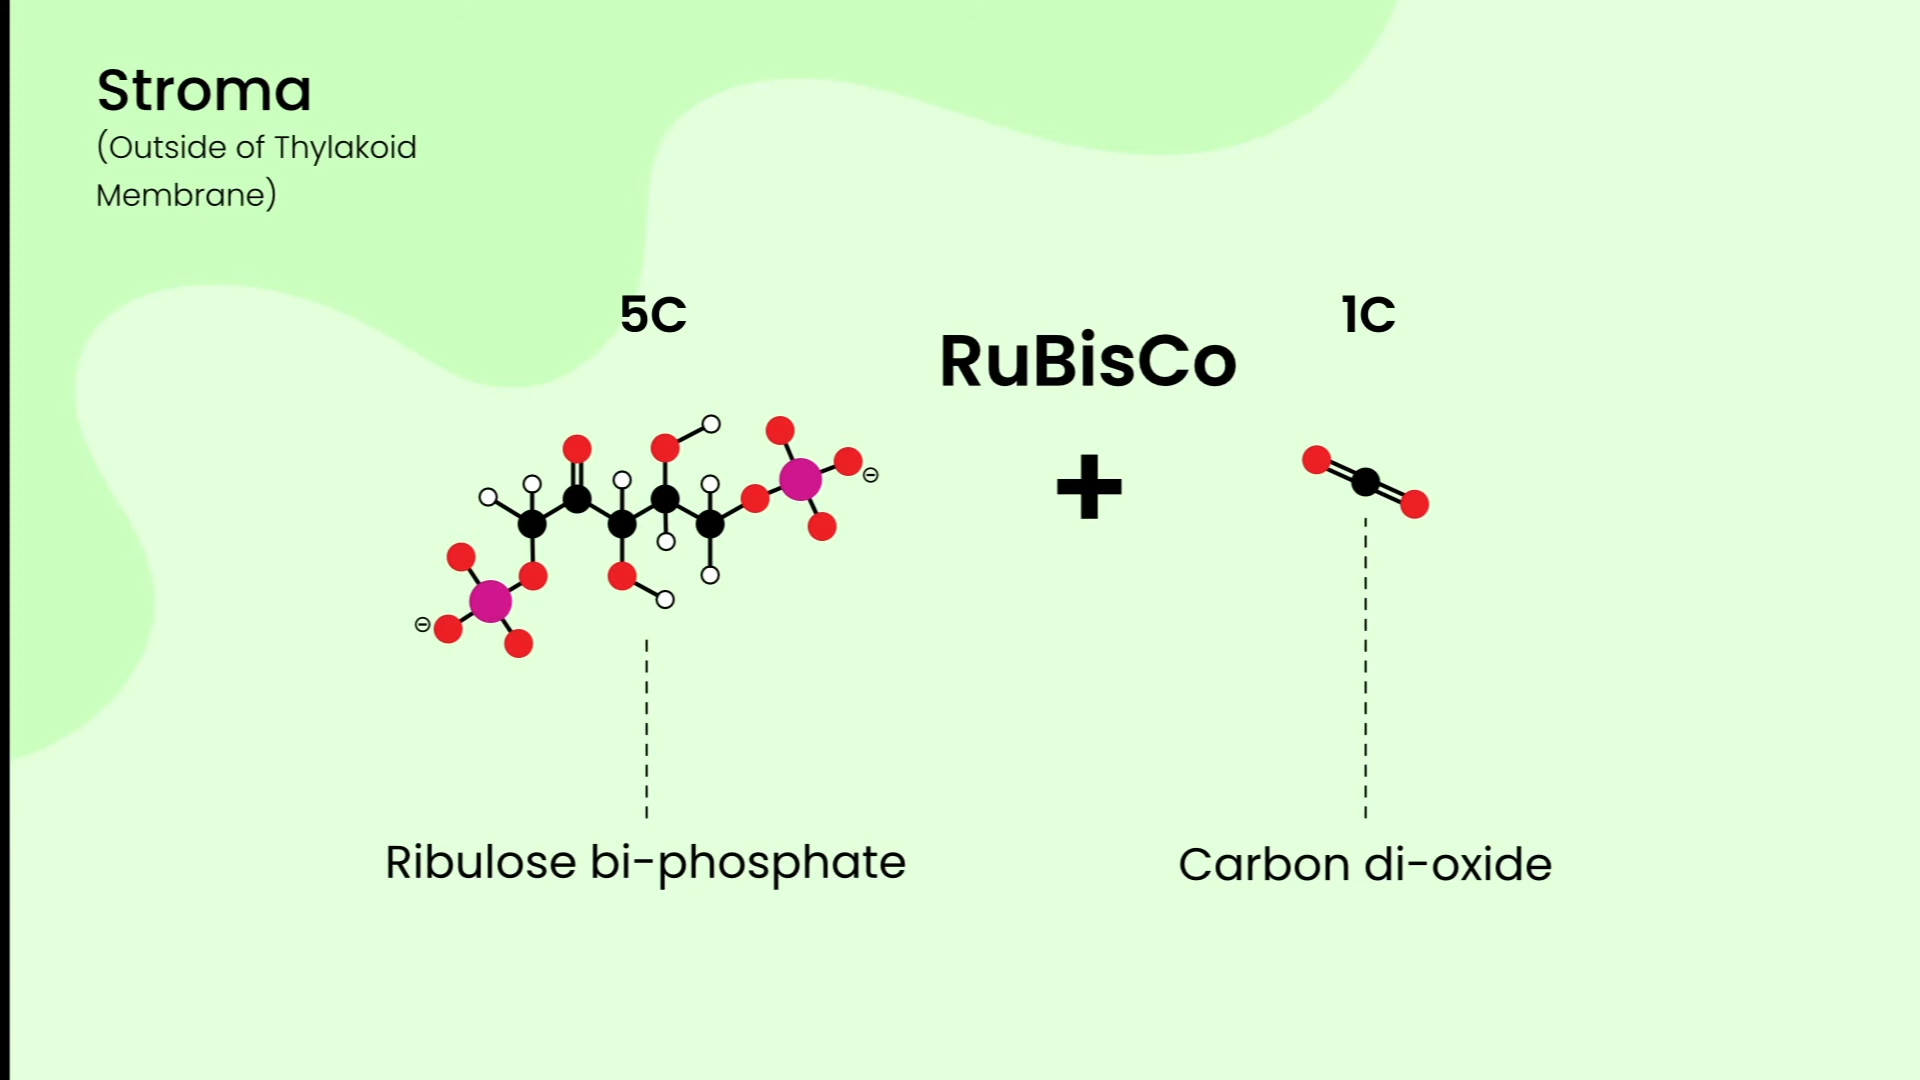 Stroma
(Outside of Thylakoid
Membrane)
5C
RuBisCo
1C
+
⊖
⊖
Ribulose bi-phosphate
Carbon di-oxide